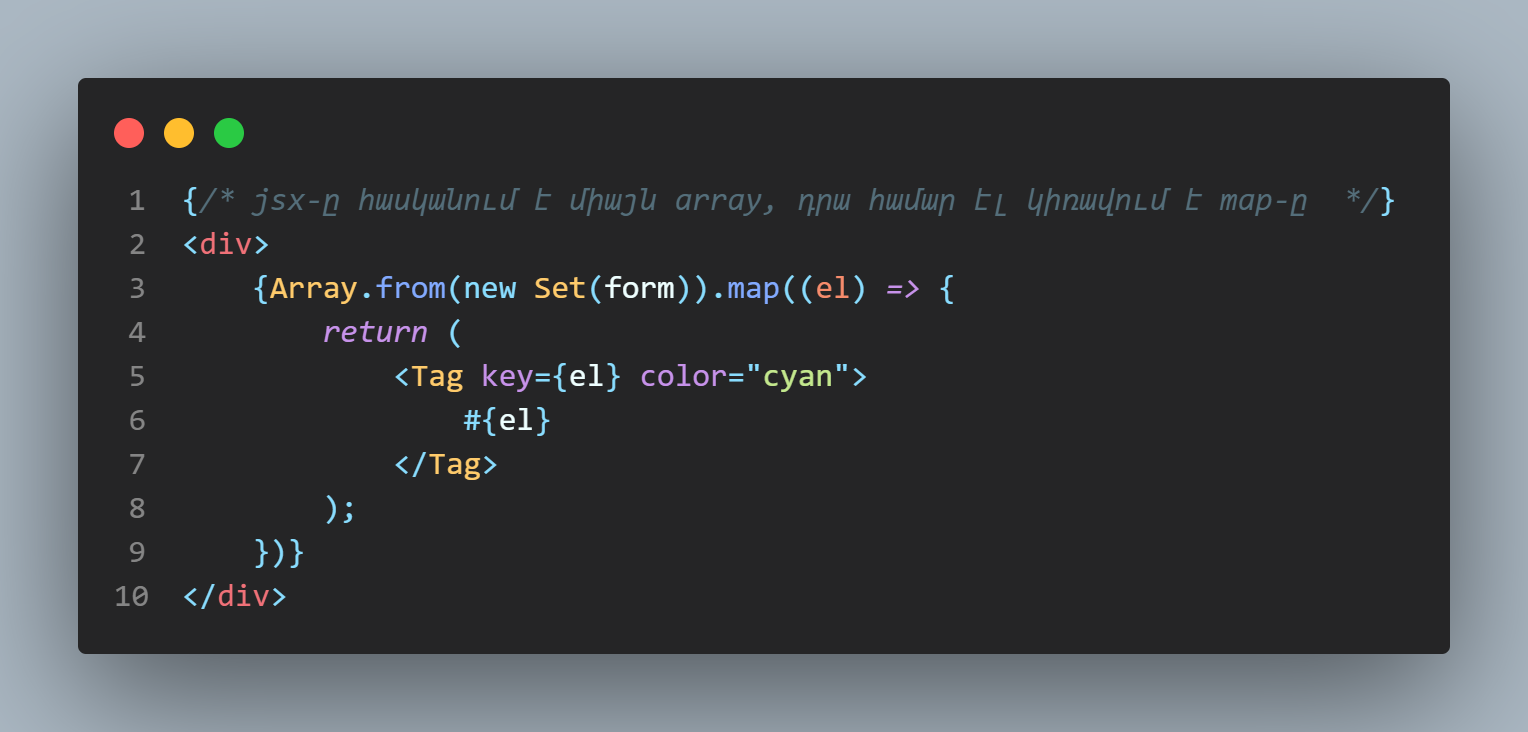 1 {/* jsx-ը հասկանում է միայն array, դրա համար էլ կիռավում է map-ը  */}
2 <div>
3     {Array.from(new Set(form)).map((el) => {
4         return (
5             <Tag key={el} color="cyan">
6                 #{el}
7             </Tag>
8         );
9     })}
10 </div>